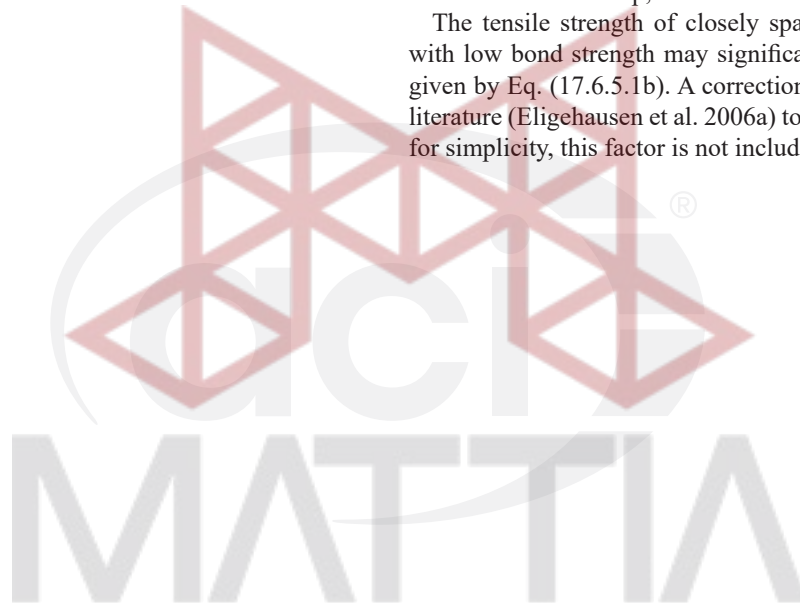 The tensile strength of closely spa
with low bond strength may significa
given by Eq. (17.6.5.1b). A correction
literature (Eligehausen et al. 2006a) to
for simplicity, this factor is not includ
aci
®
MATTIA